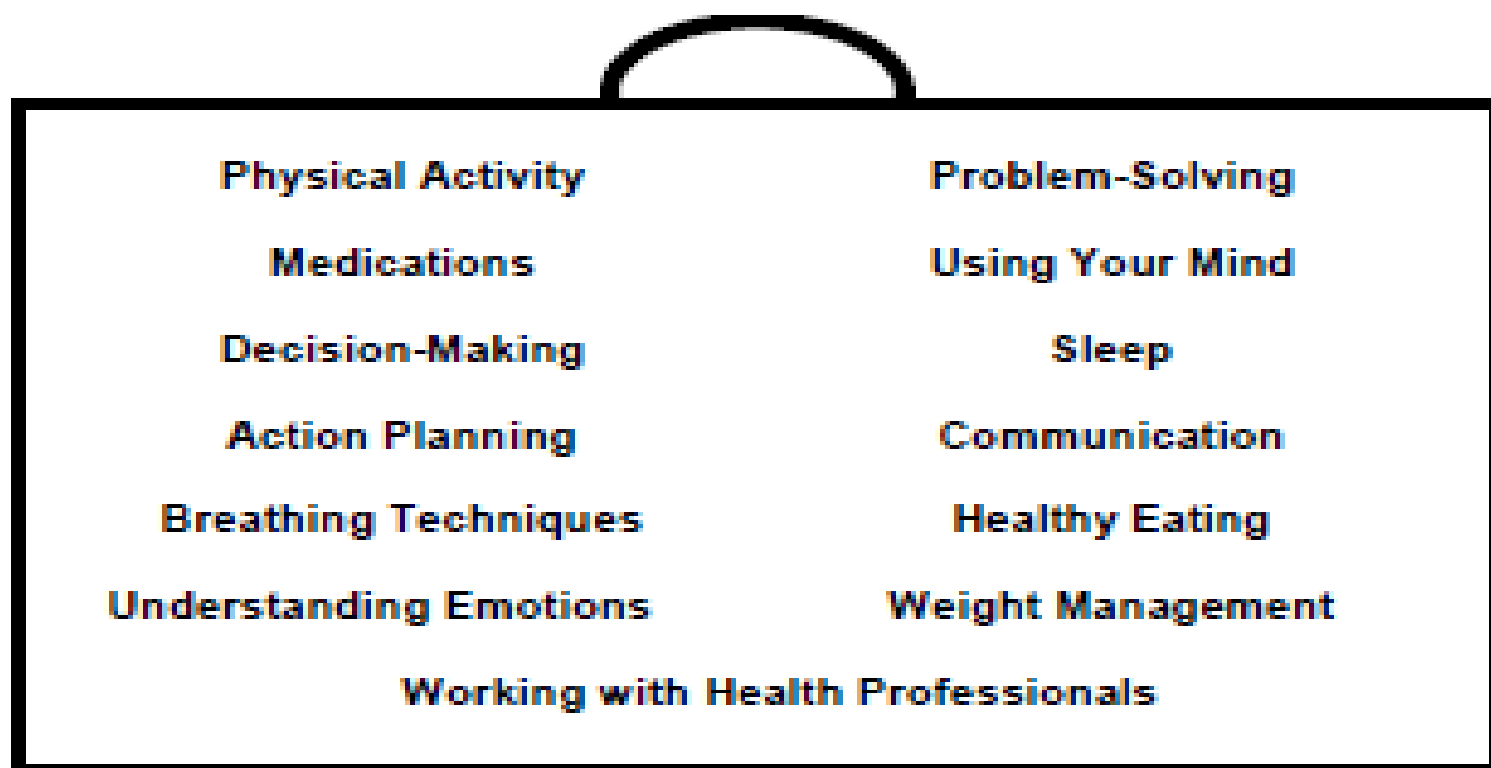 Physical Activity Problem-Solving
Medications Using Your Mind
Decision-Making Sleep
Action Planning Communication
Breathing Techniques Healthy Eating
Understanding Emotions Weight Management
Working with Health Professionals